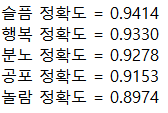 슬픔 정확도 = 0.9414
행복 정확도 = 0.9330
분노 정확도 = 0.9278
공포 정확도 = 0.9153
놀람 정확도 = 0.8974